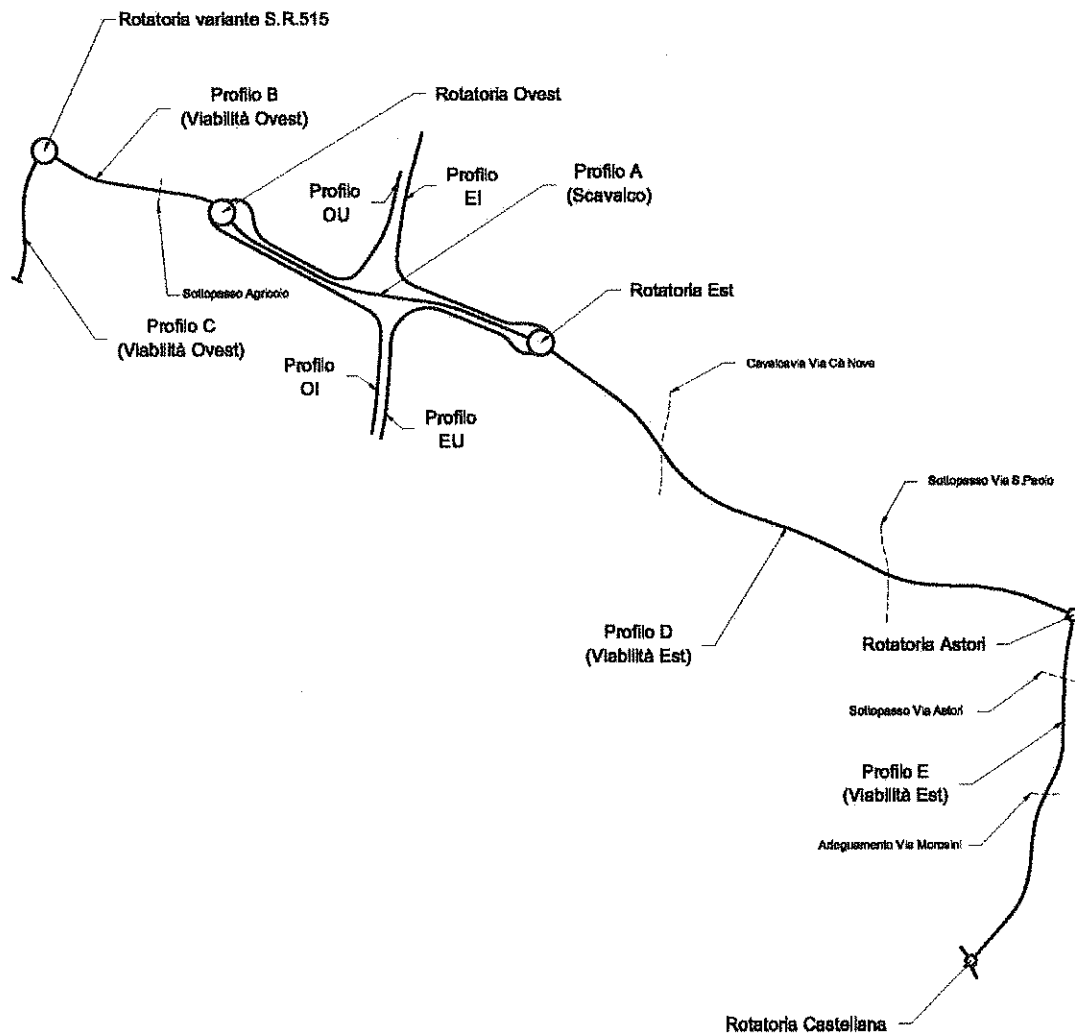 Rotatoria variante S.R.515
Profilo B
(Viabilità Ovest)
Rotatoria Ovest
Profilo
OU
Profilo
EI
Profilo A
(Scavalco)
Sottopasso Agricolo
Rotatoria Est
Profilo C
(Viabilità Ovest)
Profilo
OI
Profilo
EU
Cavalcavia Via Cà Nove
Sottopasso Via S.Paolo
Profilo D
(Viabilità Est)
Rotatoria Astori
Sottopasso Via Astori
Profilo E
(Viabilità Est)
Adeguamento Via Morosini
Rotatoria Castellana